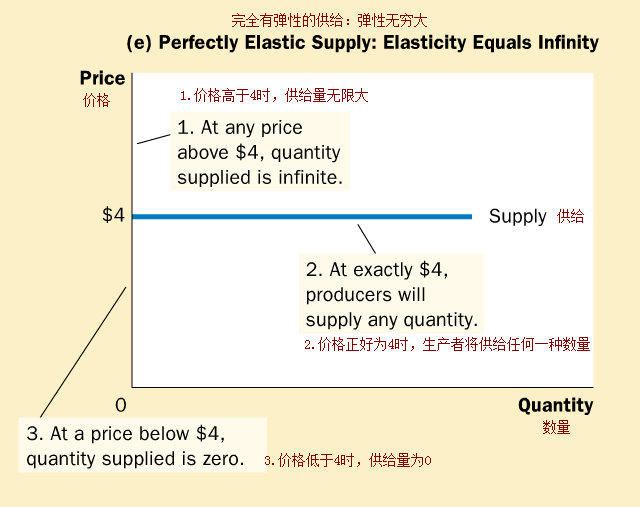 完全有弹性的供给：弹性无穷大
(e) Perfectly Elastic Supply: Elasticity Equals Infinity
Price
价格
1.价格高于4时，供给量无限大
1. At any price
above $4, quantity
supplied is infinite.
$4
Supply 供给
2. At exactly $4,
producers will
supply any quantity.
2.价格正好为4时，生产者将供给任何一种数量
0
Quantity
数量
3. At a price below $4,
quantity supplied is zero.
3.价格低于4时，供给量为0